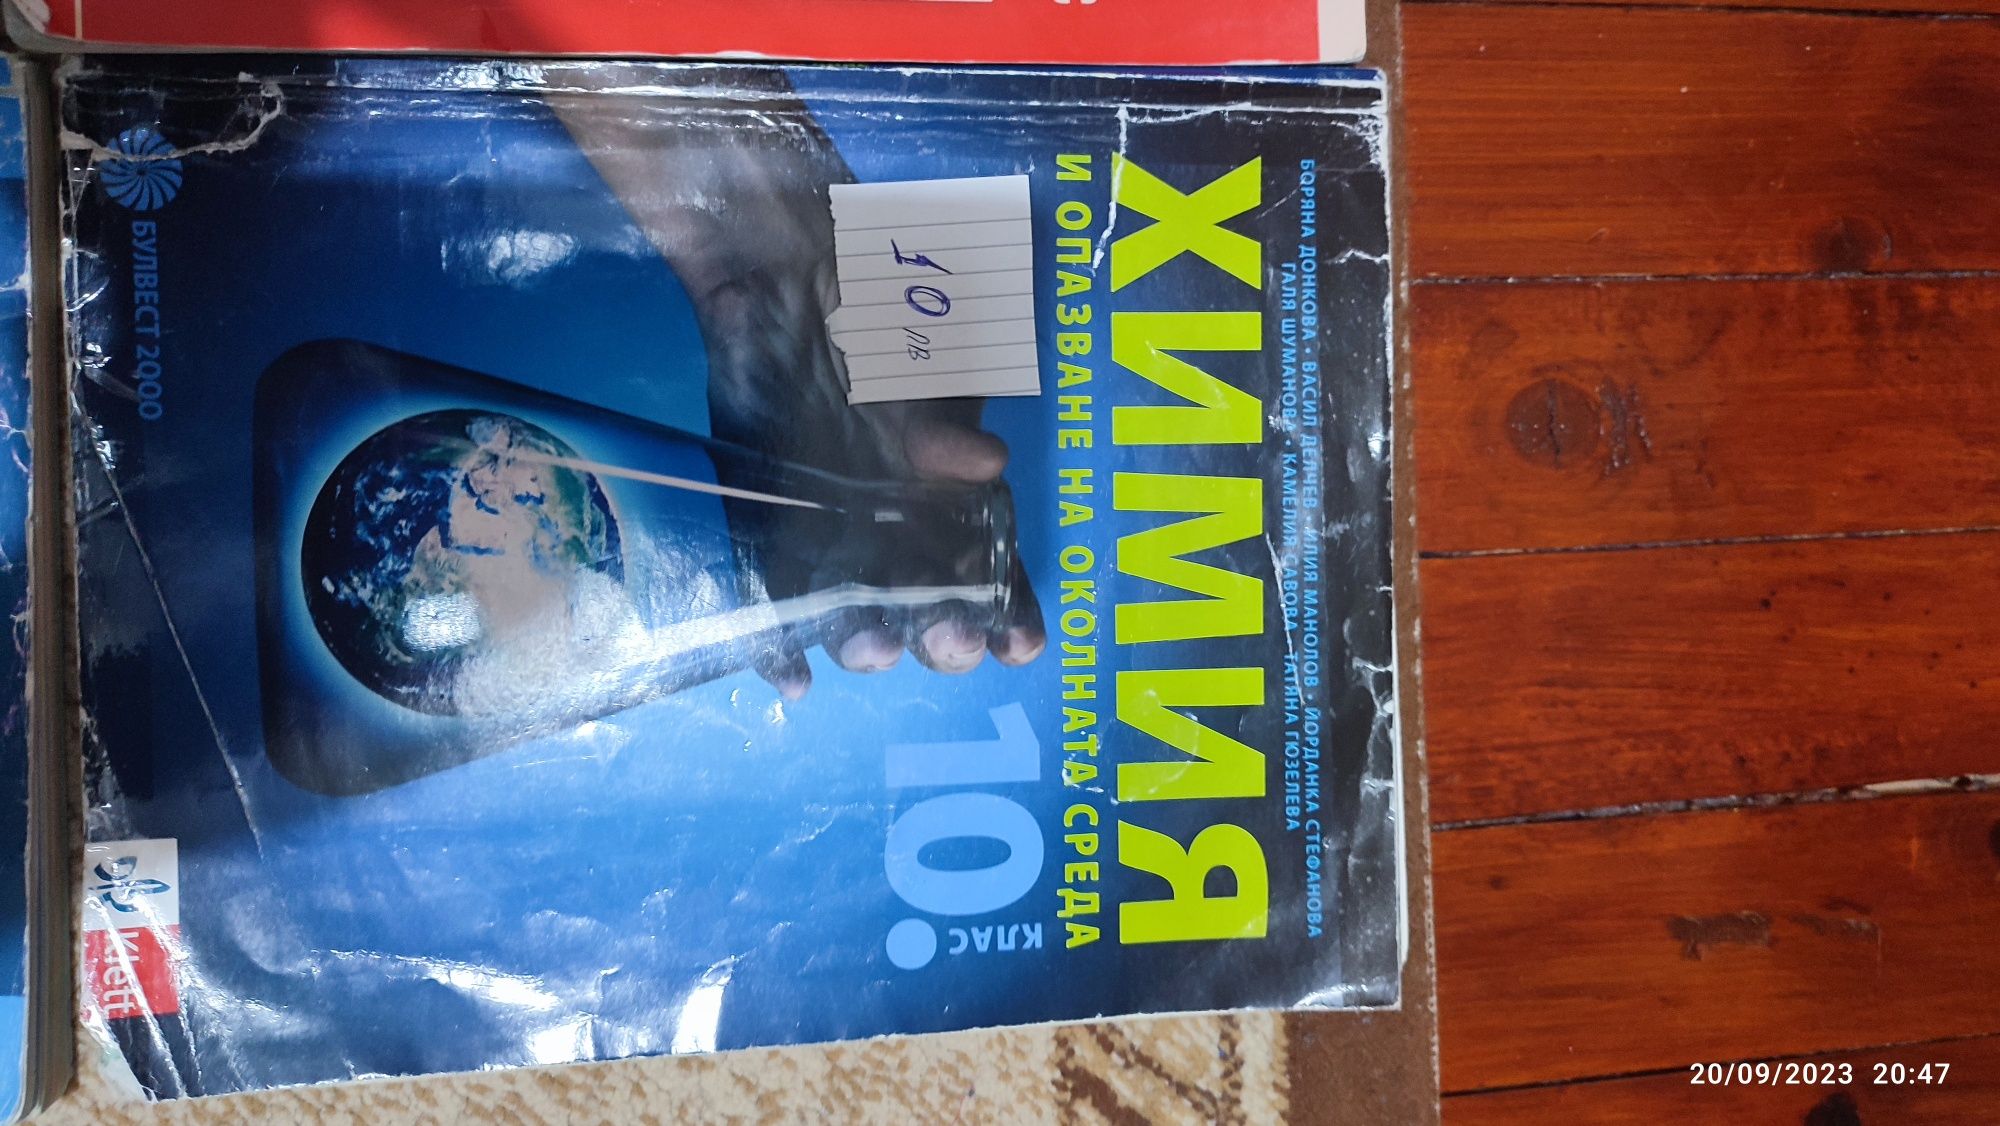 БОРЯНА ДОНКОВА • ВАСИЛ ДЕЛЧЕВ • ИЛИЯ МАНОЛОВ • ЙОРДАНКА СТЕФАНОВА
ГАЛЯ ШУМАНОВА • КАМЕЛИЯ САВОВА • ТАТЯНА ГЮЗЕЛЕВА
ХИМИЯ
И ОПАЗВАНЕ НА ОКОЛНАТА СРЕДА
10.
КЛАС
10 лв
БУЛВЕСТ 2000
Klett
20/09/2023 20:47